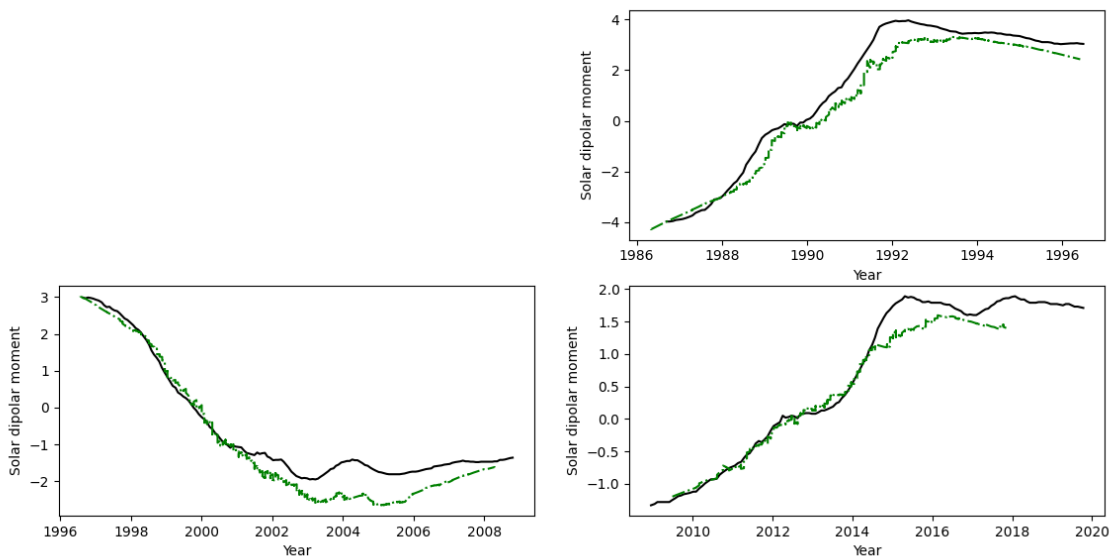 4
2
0
−2
−4
Solar dipolar moment
1986 1988 1990 1992 1994 1996
Year
3
2
1
0
−1
−2
Solar dipolar moment
1996 1998 2000 2002 2004 2006 2008
Year
2.0
1.5
1.0
0.5
0.0
−0.5
−1.0
Solar dipolar moment
2010 2012 2014 2016 2018 2020
Year